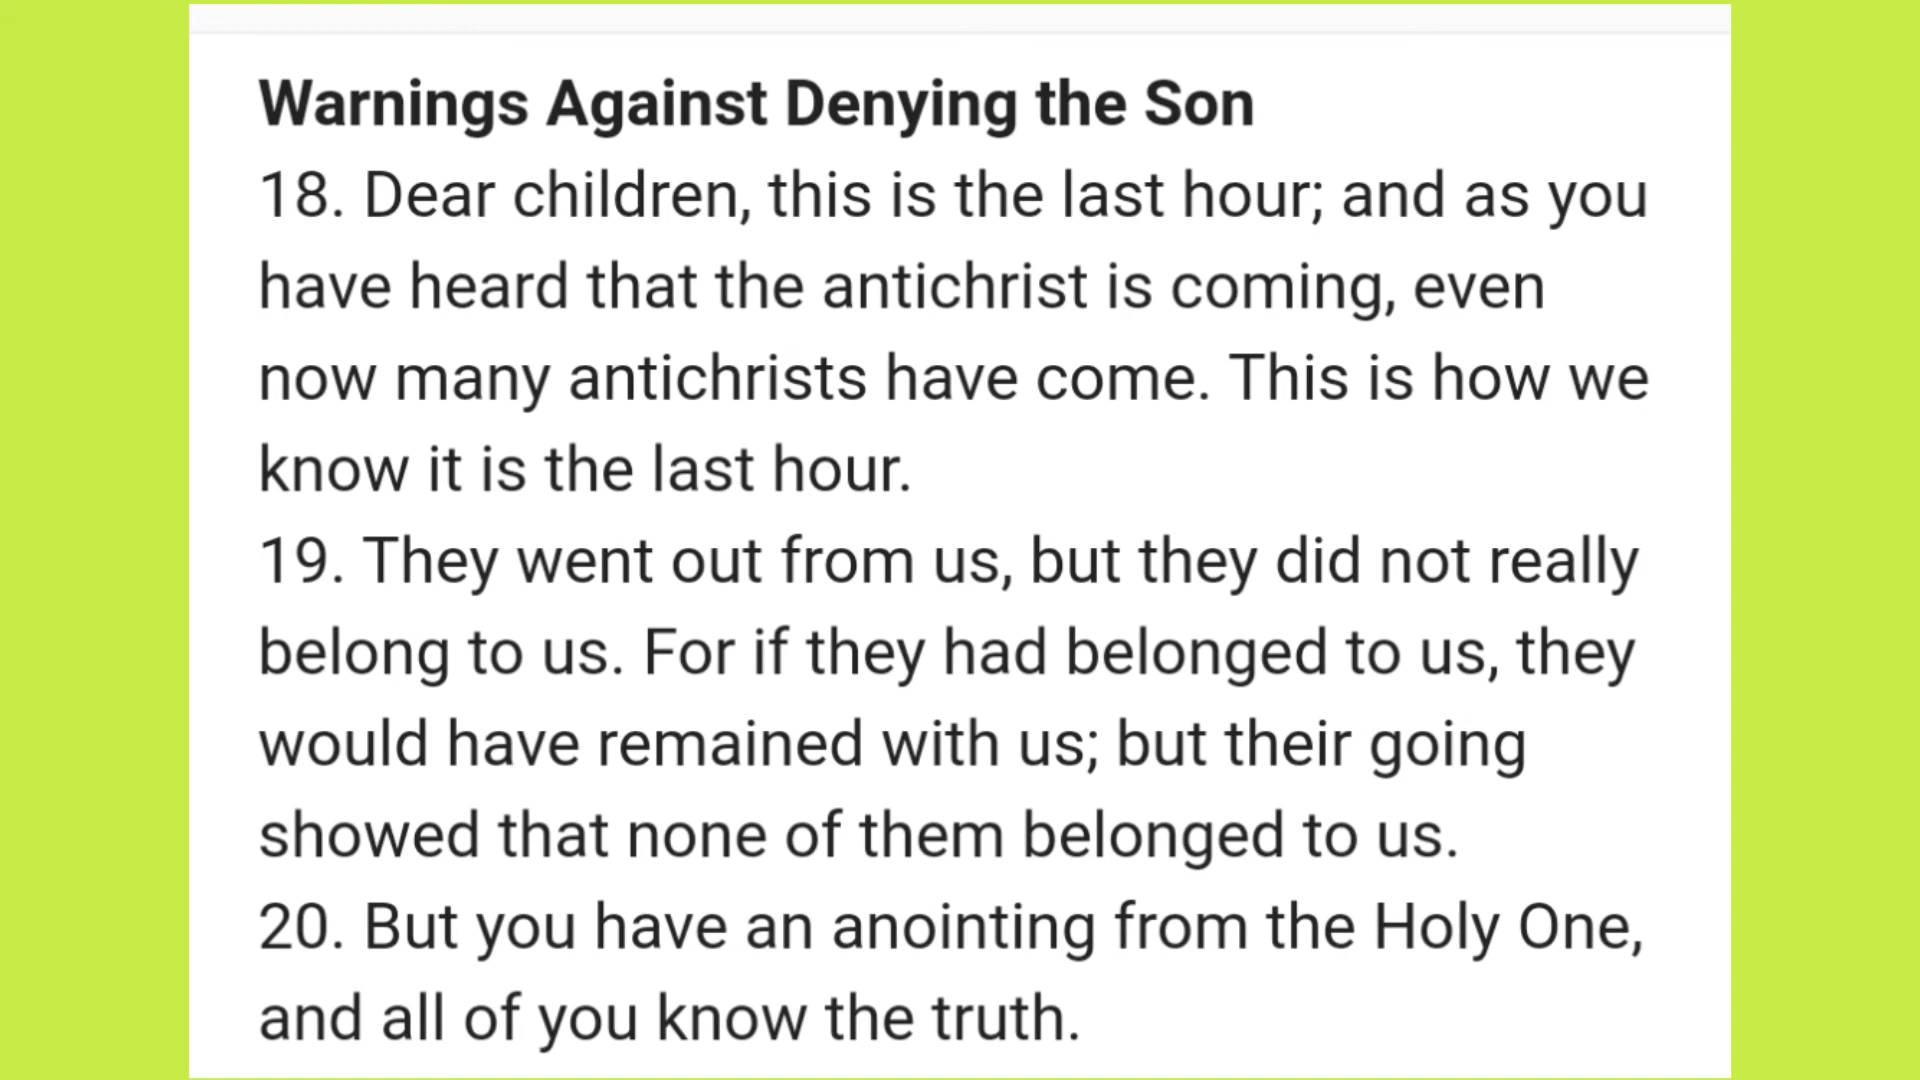 Warnings Against Denying the Son
18. Dear children, this is the last hour; and as you
have heard that the antichrist is coming, even
now many antichrists have come. This is how we
know it is the last hour.
19. They went out from us, but they did not really
belong to us. For if they had belonged to us, they
would have remained with us; but their going
showed that none of them belonged to us.
20. But you have an anointing from the Holy One,
and all of you know the truth.